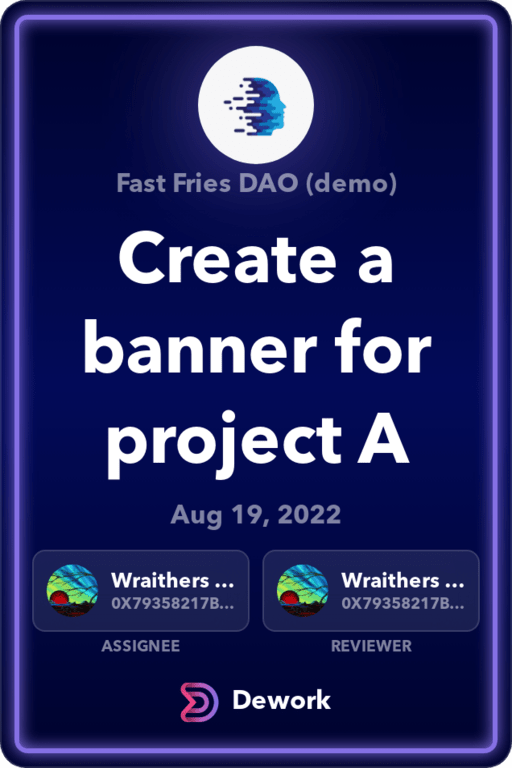 Fast Fries DAO (demo)
Create a
banner for
project A
Aug 19, 2022
Wraithers ...
0X79358217B...
Wraithers ...
0X79358217B...
ASSIGNEE
REVIEWER
Dework